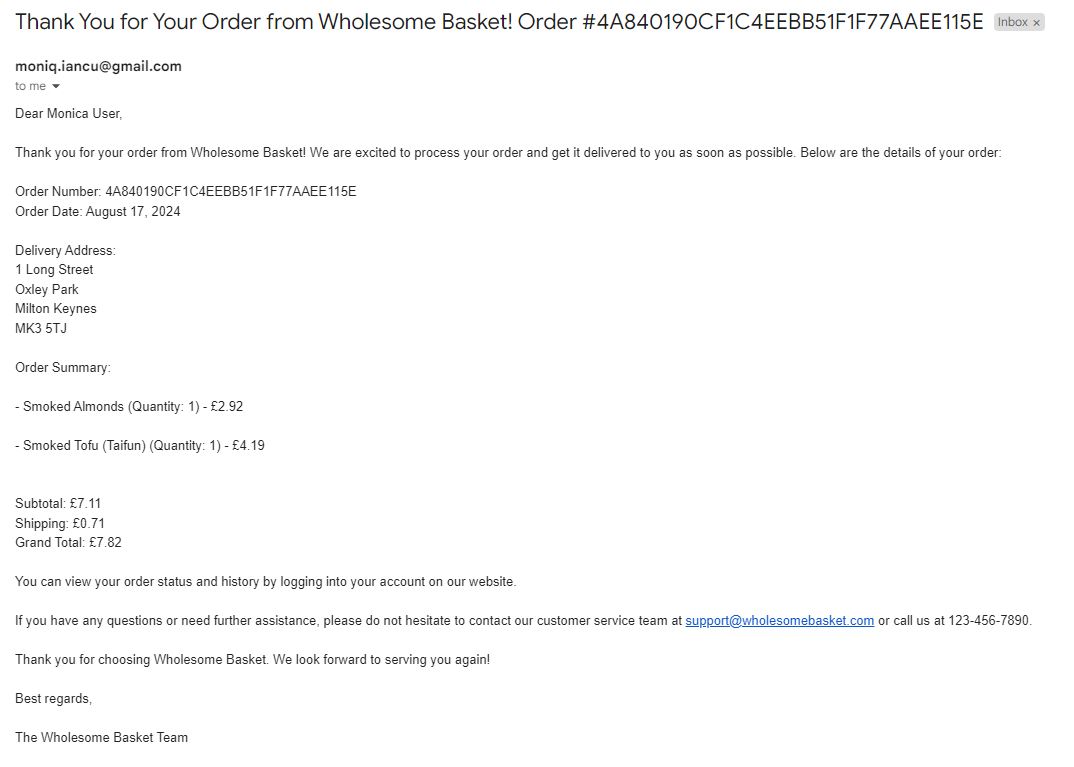 Thank You for Your Order from Wholesome Basket! Order #4A840190CF1C4EEBB51F1F77AAEE115E Inbox ×
moniq.iancu@gmail.com
to me
Dear Monica User,
Thank you for your order from Wholesome Basket! We are excited to process your order and get it delivered to you as soon as possible. Below are the details of your order:
Order Number: 4A840190CF1C4EEBB51F1F77AAEE115E
Order Date: August 17, 2024
Delivery Address:
1 Long Street
Oxley Park
Milton Keynes
MK3 5TJ
Order Summary:
- Smoked Almonds (Quantity: 1) - £2.92
- Smoked Tofu (Taifun) (Quantity: 1) - £4.19
Subtotal: £7.11
Shipping: £0.71
Grand Total: £7.82
You can view your order status and history by logging into your account on our website.
If you have any questions or need further assistance, please do not hesitate to contact our customer service team at support@wholesomebasket.com or call us at 123-456-7890.
Thank you for choosing Wholesome Basket. We look forward to serving you again!
Best regards,
The Wholesome Basket Team